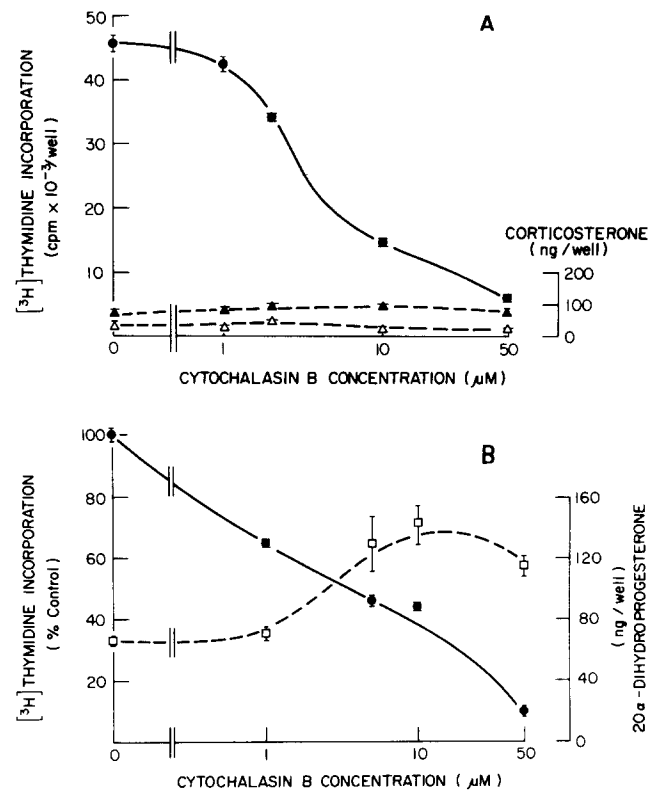 A
50
40
30
20
10
[³H] THYMIDINE INCORPORATION
(cpm x 10⁻³/well)
CORTICOSTERONE
(ng/well)
200
100
0
0 1 10 50
CYTOCHALASIN B CONCENTRATION (μM)
B
100
80
60
40
20
[³H] THYMIDINE INCORPORATION
(% Control)
160
120
80
40
0
(ng/well)
20α-DIHYDROPROGESTERONE
0 1 10 50
CYTOCHALASIN B CONCENTRATION (μM)